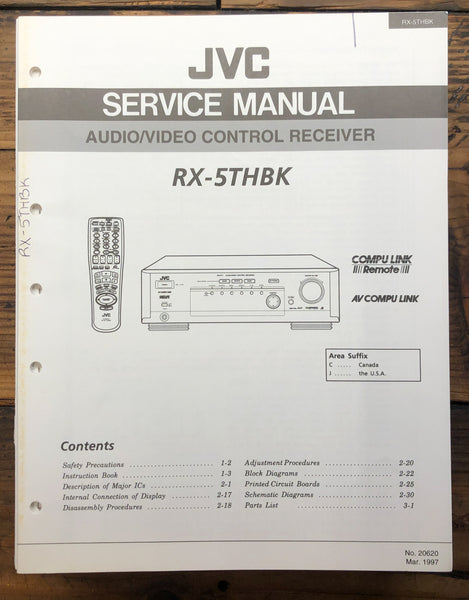 RX-5THBK
JVC
SERVICE MANUAL
AUDIO/VIDEO CONTROL RECEIVER
RX-5THBK
RX-5THBK
JVC
JVC
COMPU LINK
Remote
AV COMPU LINK
Area Suffix
C ..... Canada
J ...... the U.S.A.
Contents
Safety Precautions .......................... 1-2
Instruction Book ............................ 1-3
Description of Major ICs .................... 2-1
Internal Connection of Display .............. 2-17
Disassembly Procedures ...................... 2-18
Adjustment Procedures ....................... 2-20
Block Diagrams .............................. 2-22
Printed Circuit Boards ...................... 2-25
Schematic Diagrams .......................... 2-30
Parts List .................................. 3-1
No. 20620
Mar. 1997